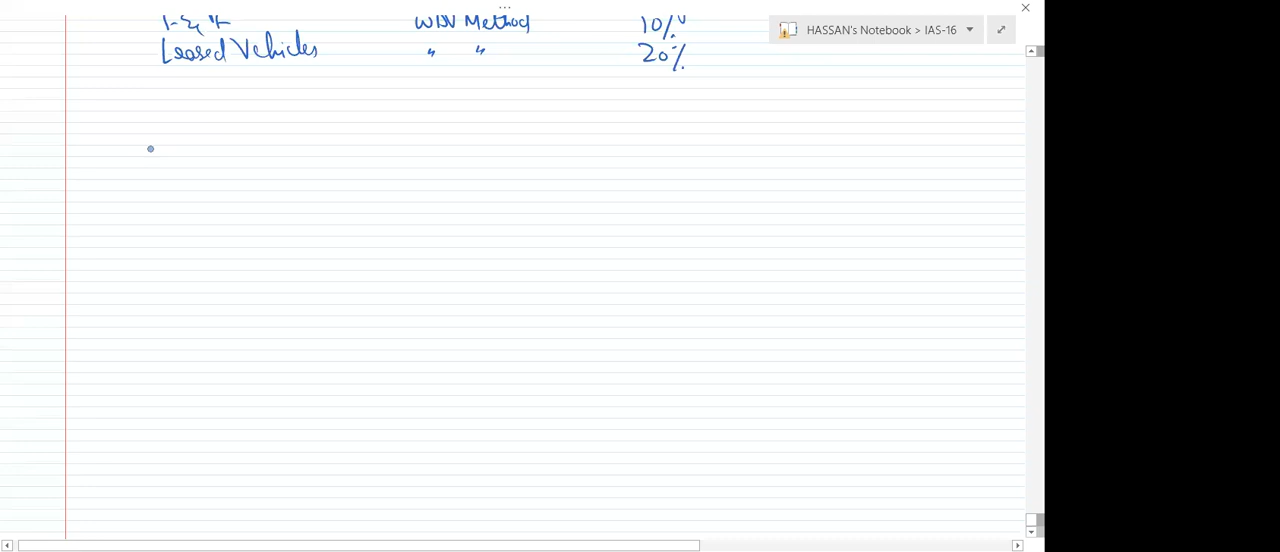 WDV Method 10%
HASSAN's Notebook > IAS-16
Leased Vehicles " " 20%